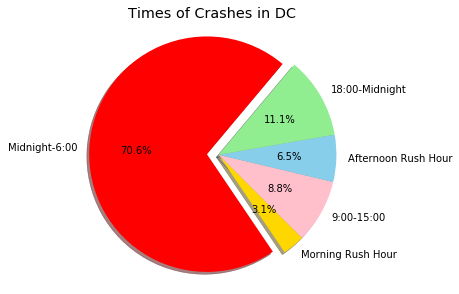 Times of Crashes in DC
18:00-Midnight
11.1%
Midnight-6:00
70.6%
6.5%
Afternoon Rush Hour
8.8%
3.1%
9:00-15:00
Morning Rush Hour